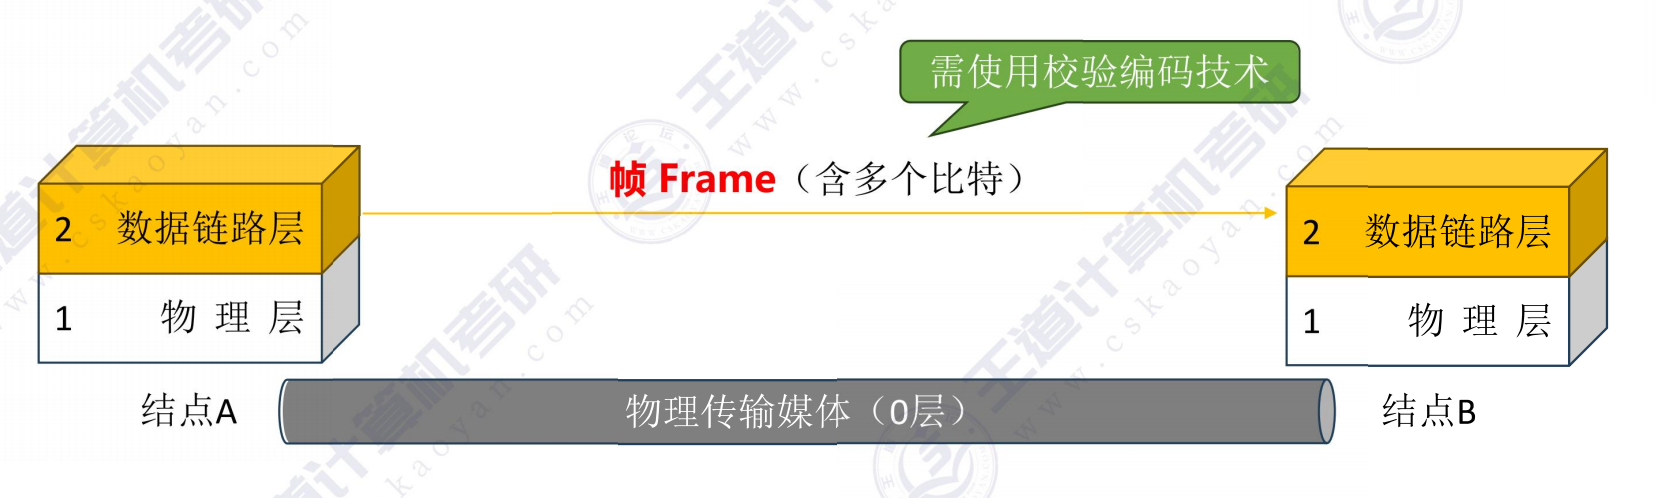 需使用校验编码技术
帧 Frame（含多个比特）
2 数据链路层
1 物 理 层
结点A
物理传输媒体（0层）
2 数据链路层
1 物 理 层
结点B
王道计算机考研
www.cskaoyan.com